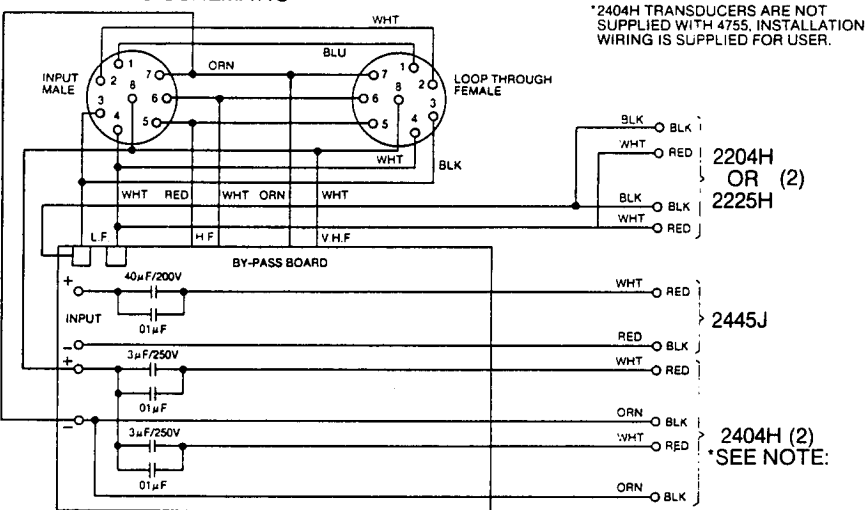 *2404H TRANSDUCERS ARE NOT
SUPPLIED WITH 4755, INSTALLATION
WIRING IS SUPPLIED FOR USER.
WHT
BLU
ORN
INPUT
MALE
1
2
3
4
5
6
7
8
LOOP THROUGH
FEMALE
1
2
3
4
5
6
7
8
WHT
BLK
WHT
RED
WHT
ORN
WHT
L.F.
H.F.
V.H.F.
BY-PASS BOARD
BLK
BLK
WHT
RED
2204H
OR (2)
2225H
BLK
BLK
WHT
RED
+
40µF/200V
WHT
RED
INPUT
01µF
2445J
–
RED
BLK
+
3µF/250V
WHT
RED
01µF
–
ORN
BLK
3µF/250V
WHT
RED
2404H (2)
*SEE NOTE:
01µF
ORN
BLK